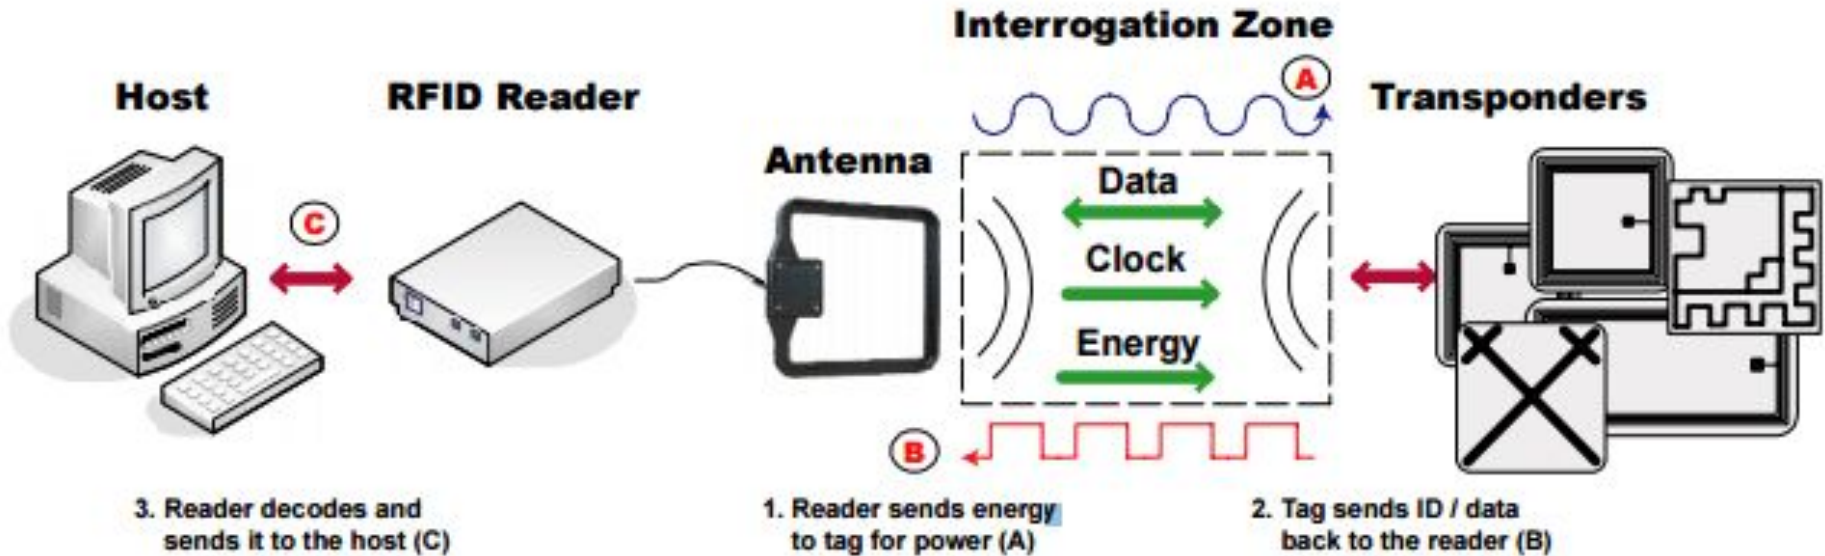 Interrogation Zone
Host
RFID Reader
A
Transponders
Antenna
Data
C
Clock
Energy
B
3. Reader decodes and
sends it to the host (C)
1. Reader sends energy
to tag for power (A)
2. Tag sends ID / data
back to the reader (B)